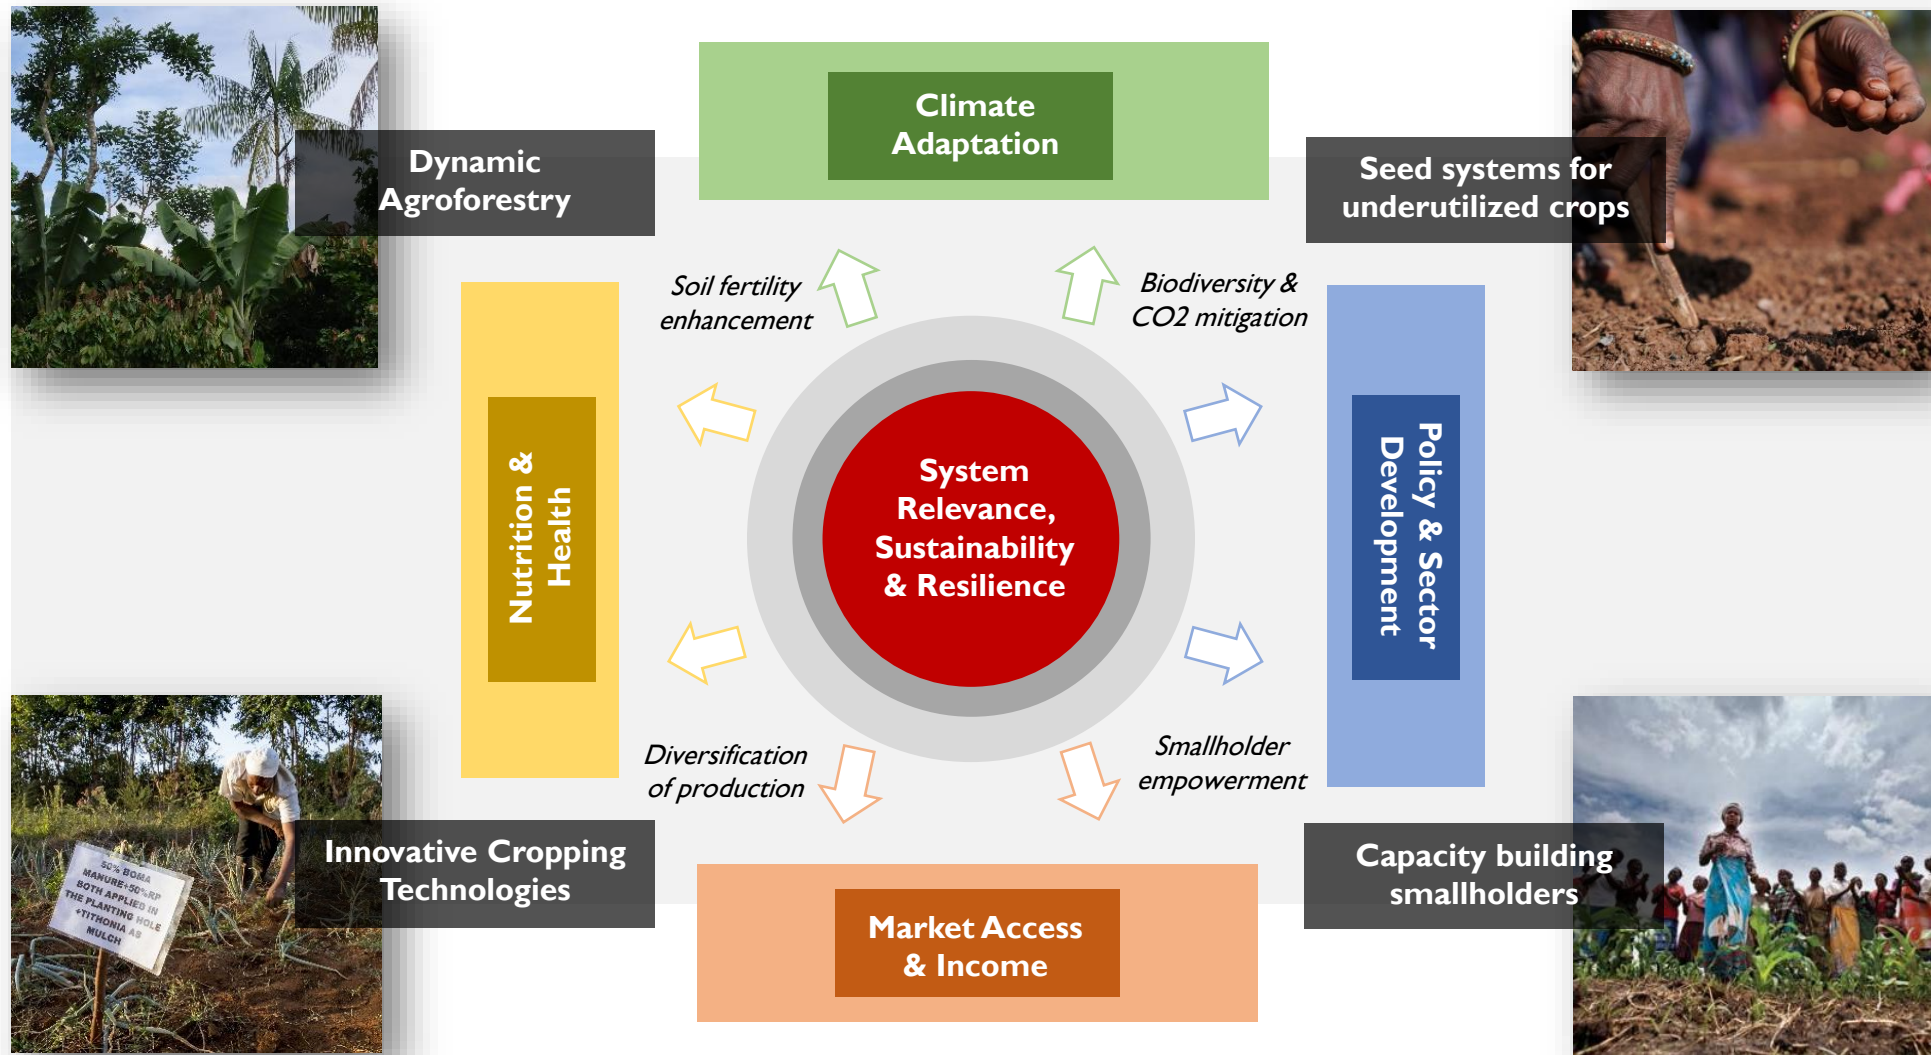 Climate
Adaptation
Dynamic
Agroforestry
Seed systems for
underutilized crops
Soil fertility
enhancement
Biodiversity &
CO2 mitigation
Nutrition &
Health
System
Relevance,
Sustainability
& Resilience
Policy & Sector
Development
Diversification
of production
Smallholder
empowerment
Innovative Cropping
Technologies
50% BOMA
MANURE+50%RP
BOTH APPLIED IN
THE PLANTING HOLE
+TITHONIA AS
MULCH
Capacity building
smallholders
Market Access
& Income